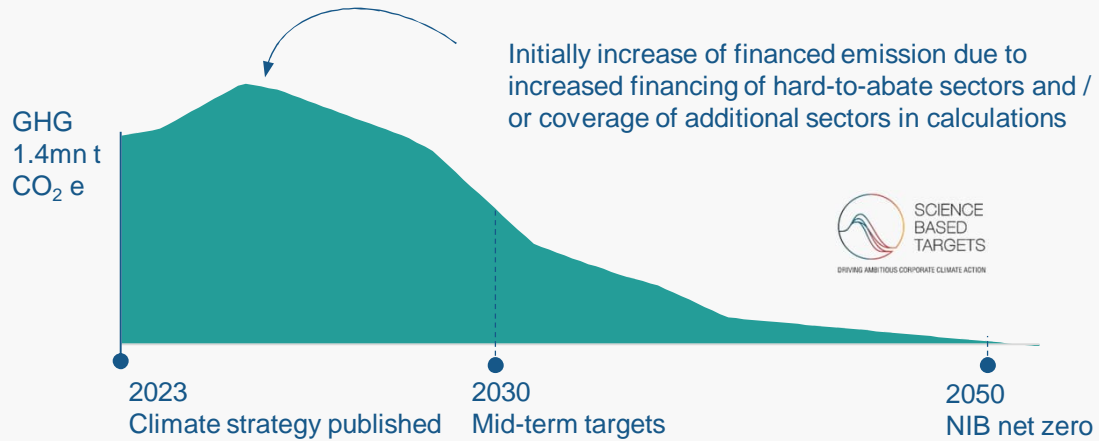 Initially increase of financed emission due to
increased financing of hard-to-abate sectors and /
or coverage of additional sectors in calculations
GHG
1.4mn t
CO₂ e
SCIENCE
BASED
TARGETS
DRIVING AMBITIOUS CORPORATE CLIMATE ACTION
2023
Climate strategy published
2030
Mid-term targets
2050
NIB net zero